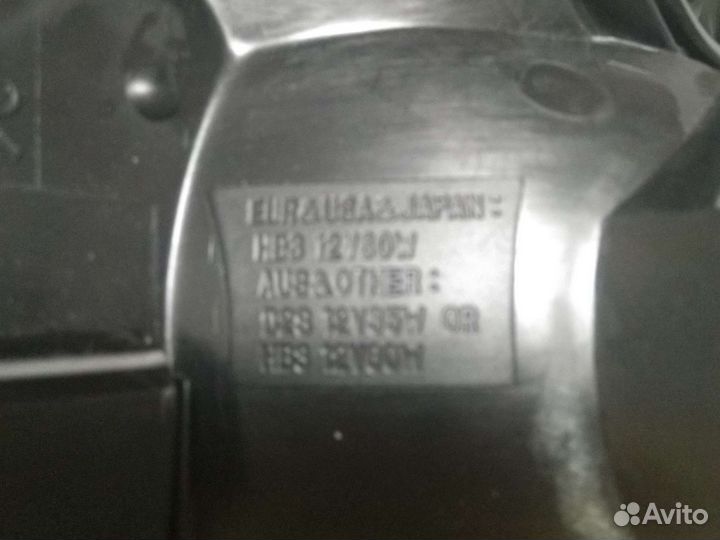 EUR&USA&JAPAN:
HB3 12V60W
AUS&OTHER:
12V35W OR
HB3 12V60W
Avito